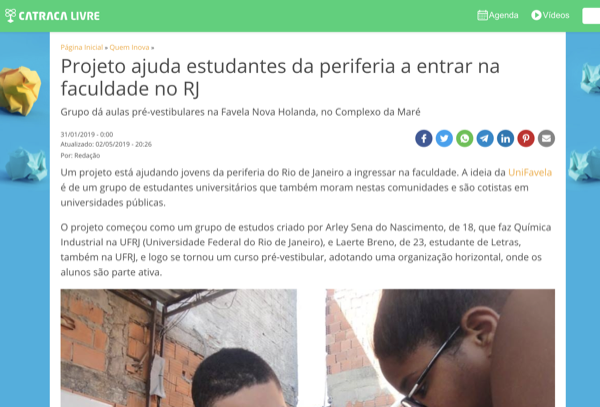 CATRACA LIVRE
Agenda
Vídeos
Página Inicial » Quem Inova »
Projeto ajuda estudantes da periferia a entrar na
faculdade no RJ
Grupo dá aulas pré-vestibulares na Favela Nova Holanda, no Complexo da Maré
31/01/2019 - 0:00
Atualizado: 02/05/2019 - 20:26
Por: Redação
Um projeto está ajudando jovens da periferia do Rio de Janeiro a ingressar na faculdade. A ideia da UniFavela
é de um grupo de estudantes universitários que também moram nestas comunidades e são cotistas em
universidades públicas.
O projeto começou como um grupo de estudos criado por Arley Sena do Nascimento, de 18, que faz Química
Industrial na UFRJ (Universidade Federal do Rio de Janeiro), e Laerte Breno, de 23, estudante de Letras,
também na UFRJ, e logo se tornou um curso pré-vestibular, adotando uma organização horizontal, onde os
alunos são parte ativa.